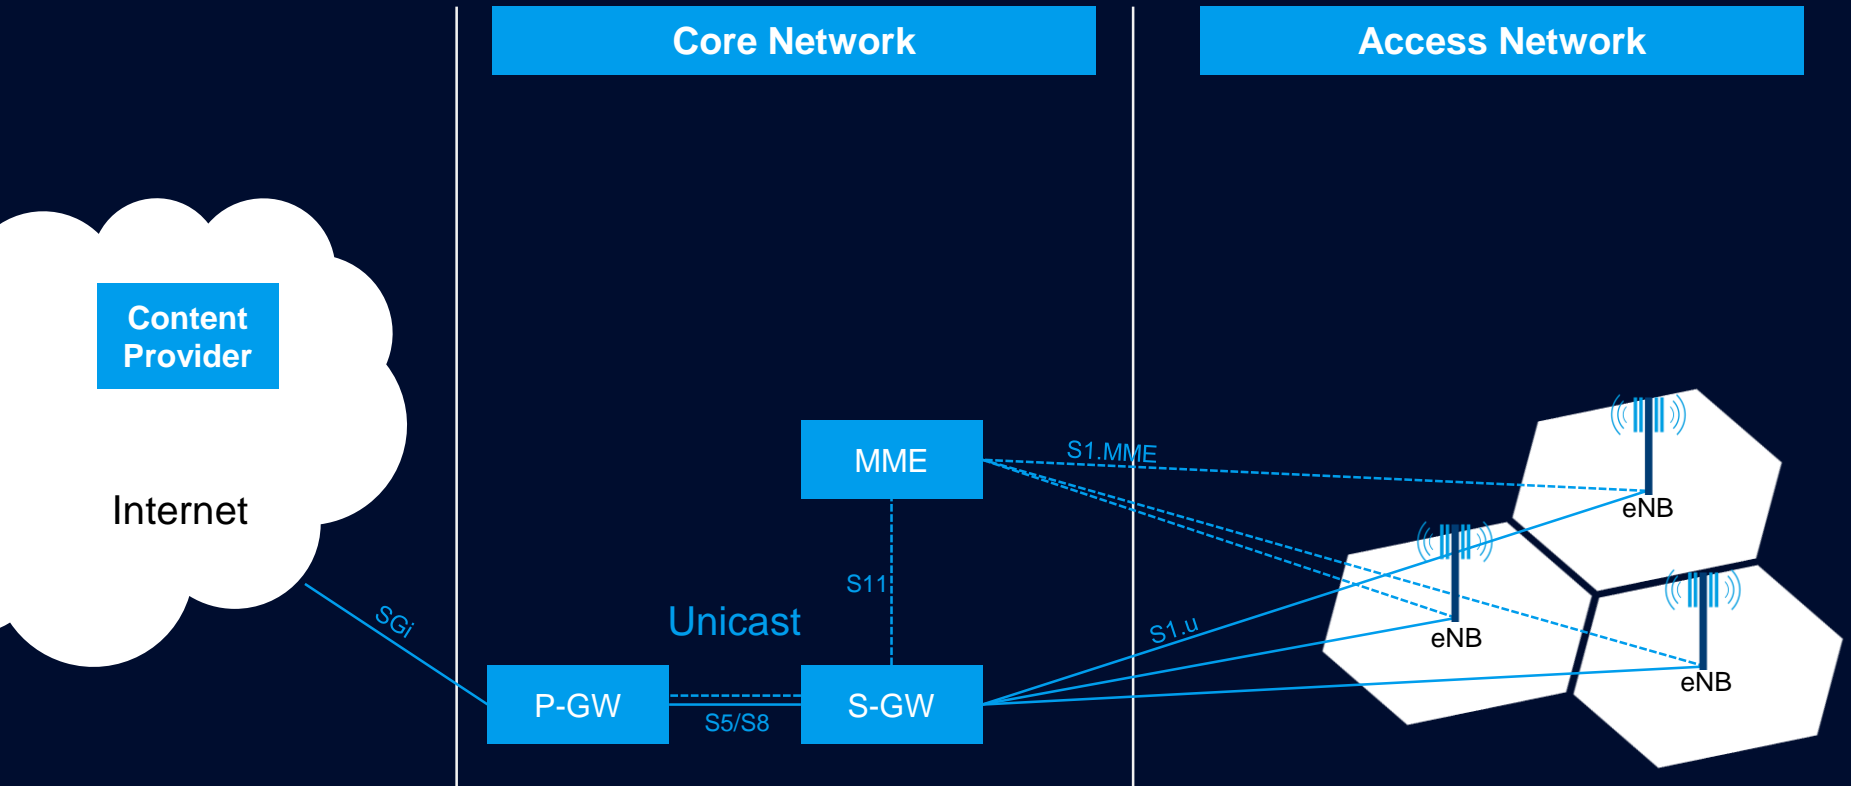 Core Network
Access Network
Content
Provider
Internet
MME
S1.MME
eNB
S11
SGi
Unicast
S1.u
eNB
eNB
P-GW
S5/S8
S-GW